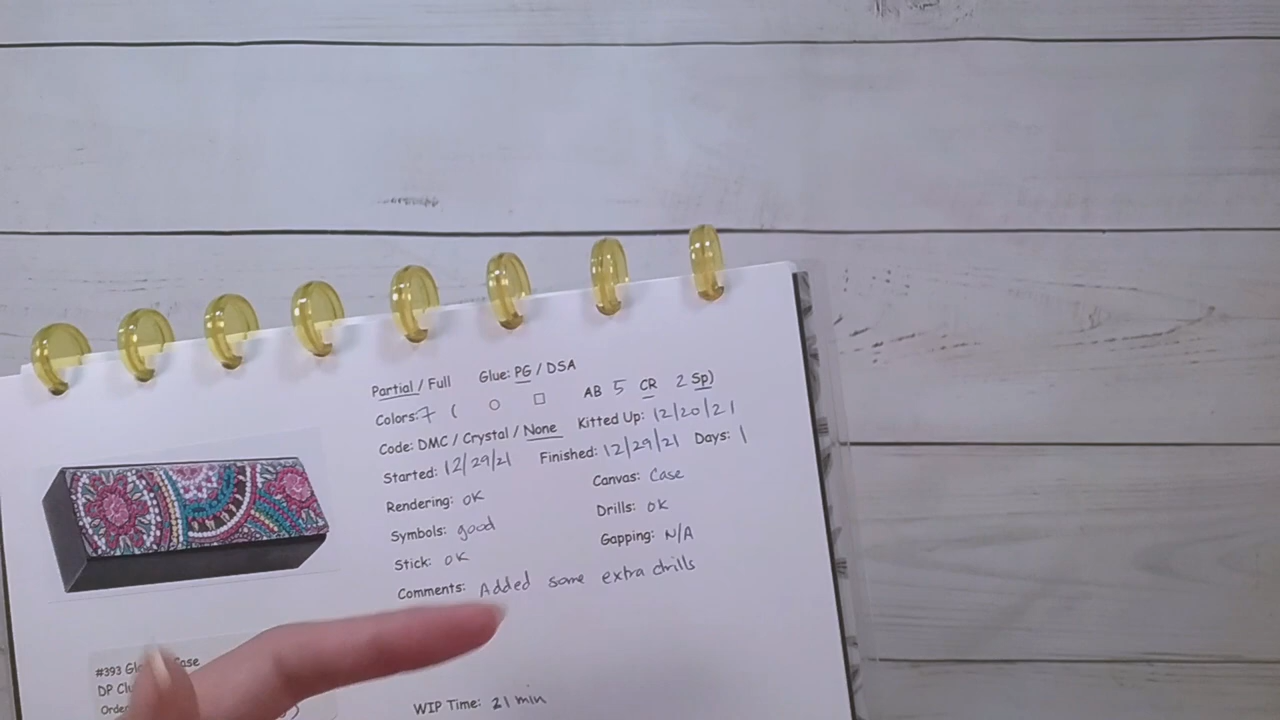 Partial / Full Glue: PG / DSA
Colors: 7 ( ○ □ AB 5 CR 2 Sp)
Code: DMC / Crystal / None Kitted Up: 12/20/21
Started: 12/29/21 Finished: 12/29/21 Days: 1
Rendering: OK Canvas: Case
Symbols: good Drills: OK
Stick: OK Gapping: N/A
Comments: Added some extra drills
#393
DP
WIP Time: 21 min